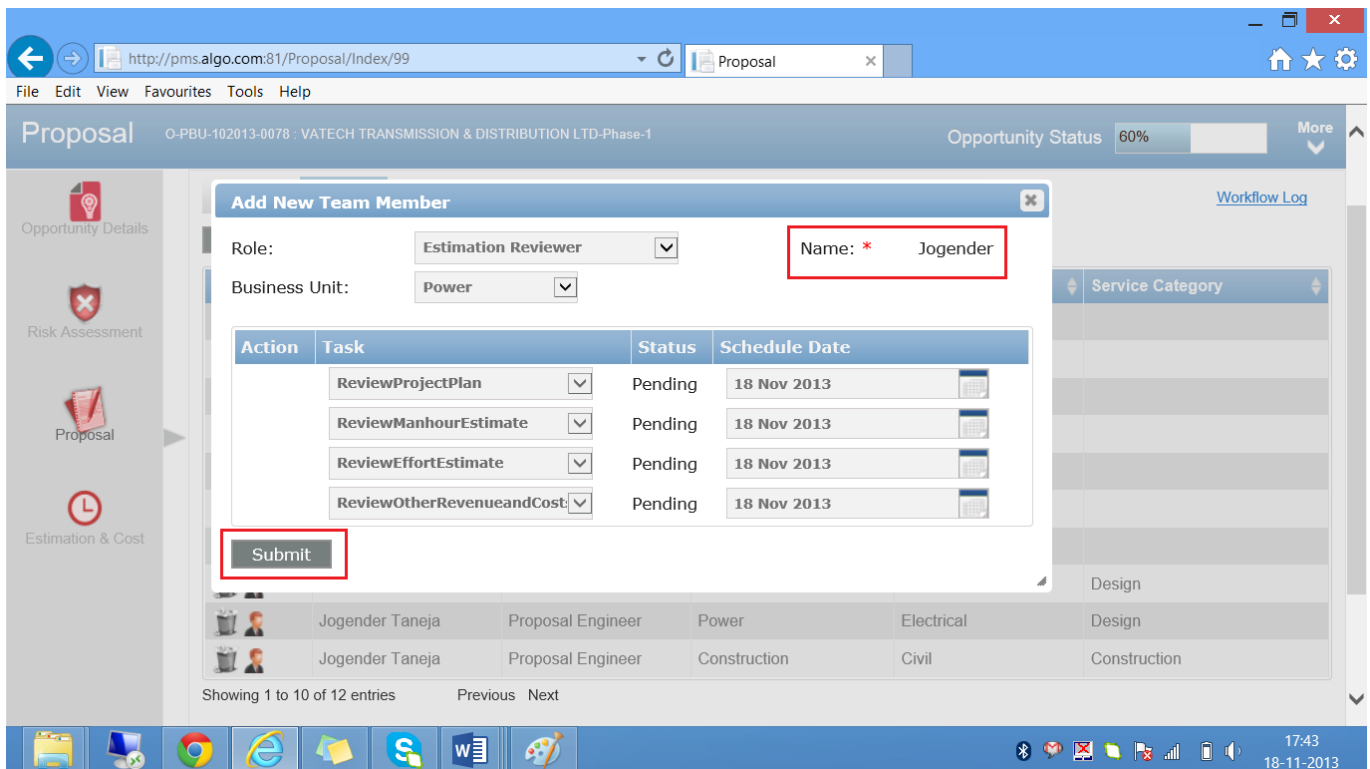 http://pms.algo.com:81/Proposal/Index/99
Proposal
File Edit View Favourites Tools Help
Proposal O-PBU-102013-0078 : VATECH TRANSMISSION & DISTRIBUTION LTD-Phase-1 Opportunity Status 60% More
Workflow Log
Opportunity Details
Risk Assessment
Proposal
Estimation & Cost
Add New Team Member
Role: Estimation Reviewer Name: * Jogender
Business Unit: Power
Service Category
Action Task Status Schedule Date
ReviewProjectPlan Pending 18 Nov 2013
ReviewManhourEstimate Pending 18 Nov 2013
ReviewEffortEstimate Pending 18 Nov 2013
ReviewOtherRevenueandCost Pending 18 Nov 2013
Submit
Design
Jogender Taneja Proposal Engineer Power Electrical Design
Jogender Taneja Proposal Engineer Construction Civil Construction
Showing 1 to 10 of 12 entries Previous Next
17:43
18-11-2013